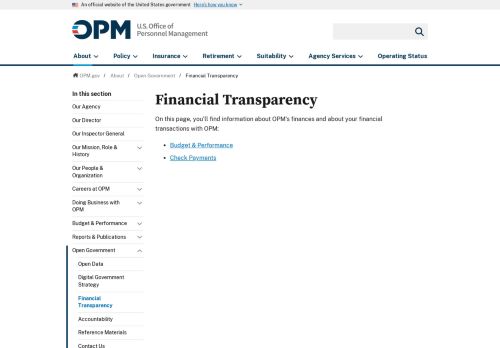 An official website of the United States government Here's how you know
OPM U.S. Office of
Personnel Management
About Policy Insurance Retirement Suitability Agency Services Operating Status
OPM.gov / About / Open Government / Financial Transparency
In this section
Our Agency
Our Director
Our Inspector General
Our Mission, Role &
History
Our People &
Organization
Careers at OPM
Doing Business with
OPM
Budget & Performance
Reports & Publications
Open Government
Open Data
Digital Government
Strategy
Financial
Transparency
Accountability
Reference Materials
Contact Us
Financial Transparency
On this page, you'll find information about OPM's finances and about your financial
transactions with OPM:
Budget & Performance
Check Payments